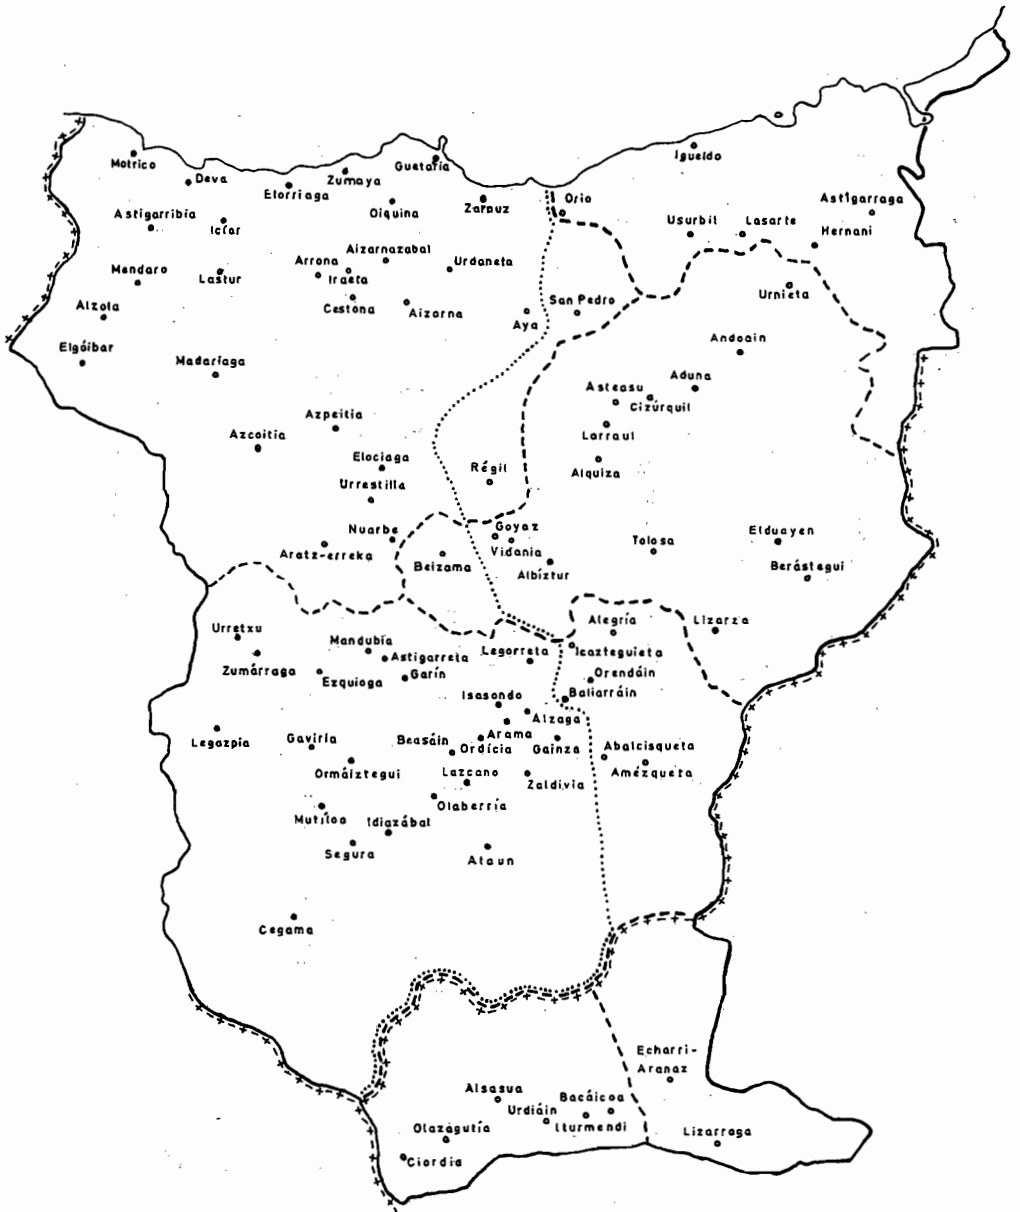 Motrico
Deva
Elorriaga
Zumaya
Guetaria
Igueldo
Astigarribia
Iciar
Oiquina
Zarauz
Orio
Usurbil
Lasarte
Astigarraga
Hernani
Mendaro
Lastur
Arrona
Aizarnazabal
Iraeta
Urdaneta
Cestona
Aizarna
Alzola
Aya
San Pedro
Urnieta
Elgóibar
Madariaga
Andoain
Asteasu
Aduna
Cizúrquil
Larraul
Alquiza
Azpeitia
Azcoitia
Elociaga
Urrestilla
Régil
Nuarbe
Aratz-erreka
Beizama
Goyaz
Vidania
Albíztur
Tolosa
Elduayen
Berástegui
Urretxu
Zumárraga
Mandubía
Astigarreta
Ezquioga
Garín
Legorreta
Alegría
Icazteguieta
Lizarza
Orendáin
Baliarráin
Isasondo
Alzaga
Arama
Legazpia
Gaviria
Beasáin
Ordícia
Gainza
Abalcisqueta
Amézqueta
Ormáiztegui
Lazcano
Zaldivia
Olaberría
Mutiloa
Idiazábal
Segura
Ataun
Cegama
Echarri-
Aranaz
Alsasua
Urdiáin
Bacáicoa
Iturmendi
Olazagutía
Ciordia
Lizarraga